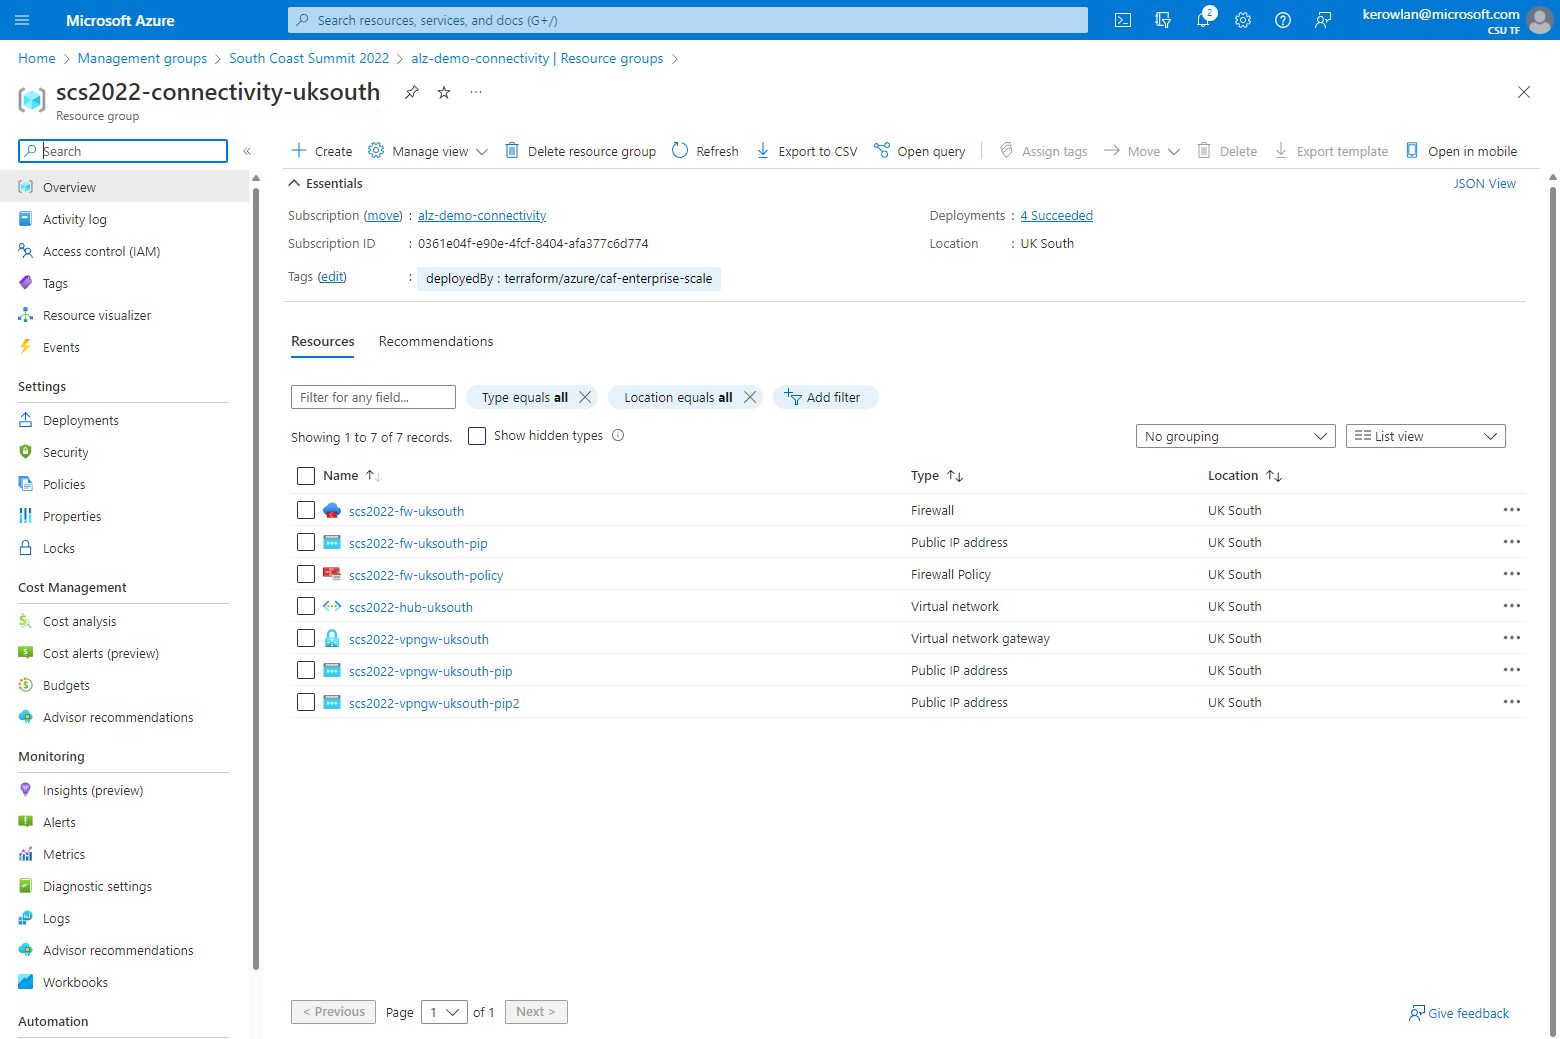 Microsoft Azure
Search resources, services, and docs (G+/)
2
kerowlan@microsoft.com
CSU TF
Home > Management groups > South Coast Summit 2022 > alz-demo-connectivity | Resource groups >
scs2022-connectivity-uksouth
Resource group
Search
Overview
Activity log
Access control (IAM)
Tags
Resource visualizer
Events
Settings
Deployments
Security
Policies
Properties
Locks
Cost Management
Cost analysis
Cost alerts (preview)
Budgets
Advisor recommendations
Monitoring
Insights (preview)
Alerts
Metrics
Diagnostic settings
Logs
Advisor recommendations
Workbooks
Automation
Create Manage view Delete resource group Refresh Export to CSV Open query Assign tags Move Delete Export template Open in mobile
Essentials
JSON View
Subscription (move) : alz-demo-connectivity
Deployments : 4 Succeeded
Subscription ID : 0361e04f-e90e-4fcf-8404-afa377c6d774
Location : UK South
Tags (edit) : deployedBy : terraform/azure/caf-enterprise-scale
Resources Recommendations
Filter for any field... Type equals all Location equals all Add filter
Showing 1 to 7 of 7 records. Show hidden types No grouping List view
Name Type Location
scs2022-fw-uksouth Firewall UK South
scs2022-fw-uksouth-pip Public IP address UK South
scs2022-fw-uksouth-policy Firewall Policy UK South
scs2022-hub-uksouth Virtual network UK South
scs2022-vpngw-uksouth Virtual network gateway UK South
scs2022-vpngw-uksouth-pip Public IP address UK South
scs2022-vpngw-uksouth-pip2 Public IP address UK South
< Previous Page 1 of 1 Next >
Give feedback